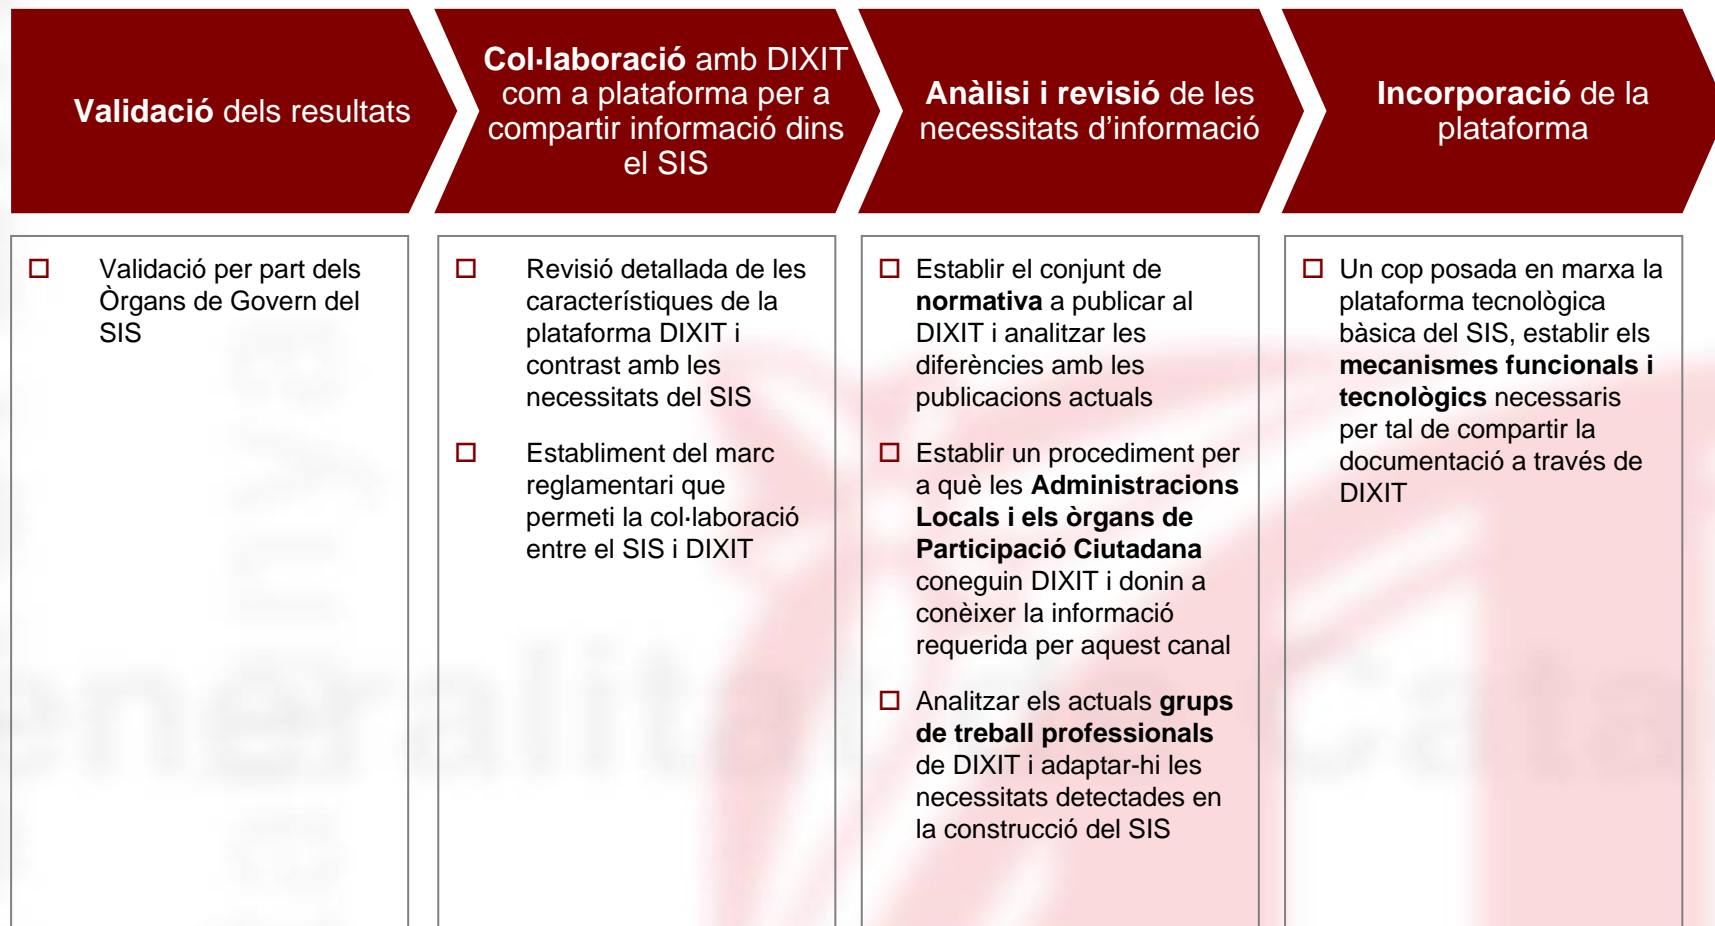 Validació dels resultats
Col·laboració amb DIXIT
com a plataforma per a
compartir informació dins
el SIS
Anàlisi i revisió de les
necessitats d’informació
Incorporació de la
plataforma
Validació per part dels
Òrgans de Govern del
SIS
Revisió detallada de les
característiques de la
plataforma DIXIT i
contrast amb les
necessitats del SIS
Establiment del marc
reglamentari que
permeti la col·laboració
entre el SIS i DIXIT
Establir el conjunt de
normativa a publicar al
DIXIT i analitzar les
diferències amb les
publicacions actuals
Establir un procediment per
a què les Administracions
Locals i els òrgans de
Participació Ciutadana
coneguin DIXIT i donin a
conèixer la informació
requerida per aquest canal
Analitzar els actuals grups
de treball professionals
de DIXIT i adaptar-hi les
necessitats detectades en
la construcció del SIS
Un cop posada en marxa la
plataforma tecnològica
bàsica del SIS, establir els
mecanismes funcionals i
tecnològics necessaris
per tal de compartir la
documentació a través de
DIXIT